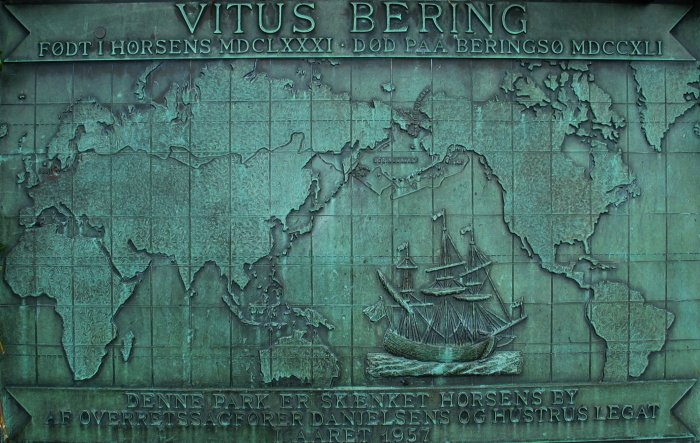 VITUS BERING
FØDT I HORSENS MDCLXXXI · DØD PAA BERINGSØ MDCCXLI
DENNE PARK ER SKÆNKET HORSENS BY
AF OVERRETSSAGFØRER DANJELSENS OG HUSTRUS LEGAT
AARET 1957